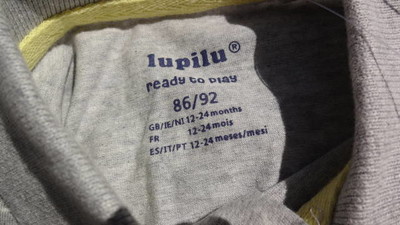 lupilu®
ready to play
86/92
GB/IE/NI 12-24 months
FR 12-24 mois
ES/IT/PT 12-24 meses/mesi